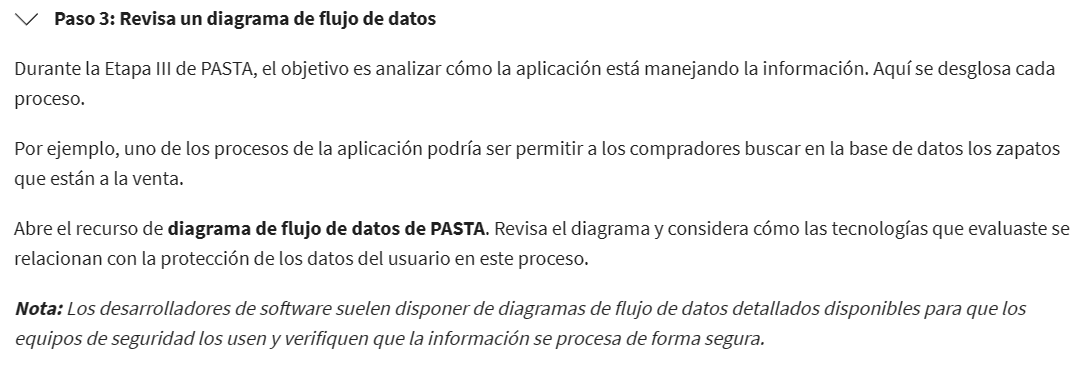 Paso 3: Revisa un diagrama de flujo de datos
Durante la Etapa III de PASTA, el objetivo es analizar cómo la aplicación está manejando la información. Aquí se desglosa cada
proceso.
Por ejemplo, uno de los procesos de la aplicación podría ser permitir a los compradores buscar en la base de datos los zapatos
que están a la venta.
Abre el recurso de diagrama de flujo de datos de PASTA. Revisa el diagrama y considera cómo las tecnologías que evaluaste se
relacionan con la protección de los datos del usuario en este proceso.
Nota: Los desarrolladores de software suelen disponer de diagramas de flujo de datos detallados disponibles para que los
equipos de seguridad los usen y verifiquen que la información se procesa de forma segura.